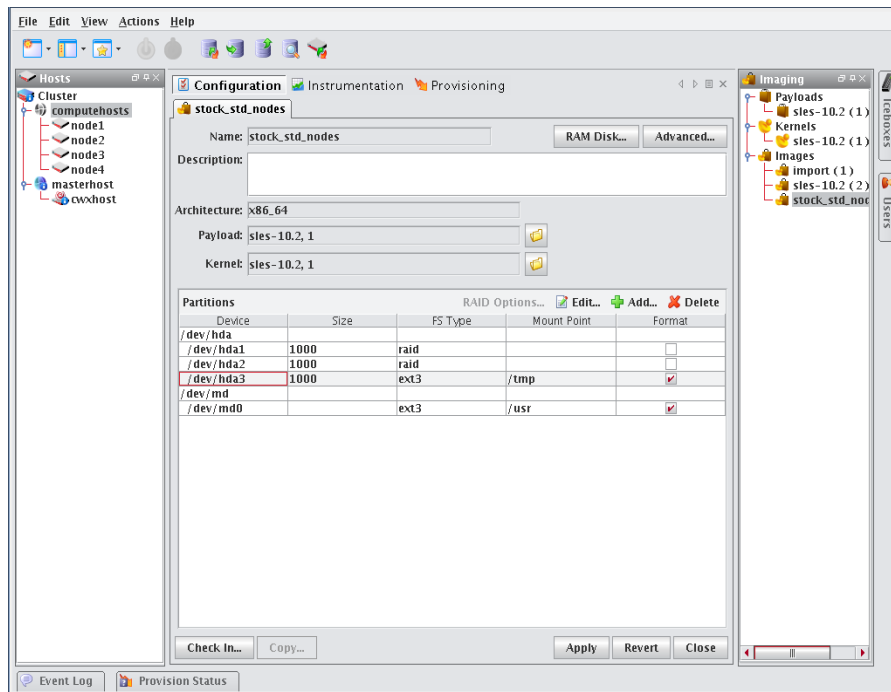 File Edit View Actions Help
Hosts
Cluster
computehosts
node1
node2
node3
node4
masterhost
cwxhost
Configuration Instrumentation Provisioning
stock_std_nodes
Name: stock_std_nodes RAM Disk... Advanced...
Description:
Architecture: x86_64
Payload: sles-10.2, 1
Kernel: sles-10.2, 1
Partitions RAID Options... Edit... Add... Delete
Device Size FS Type Mount Point Format
/dev/hda
/dev/hda1 1000 raid
/dev/hda2 1000 raid
/dev/hda3 1000 ext3 /tmp
/dev/md
/dev/md0 ext3 /usr
Check In... Copy... Apply Revert Close
Imaging
Payloads
sles-10.2 (1)
Kernels
sles-10.2 (1)
Images
import (1)
sles-10.2 (2)
stock_std_nod
Iceboxes
Users
Event Log Provision Status